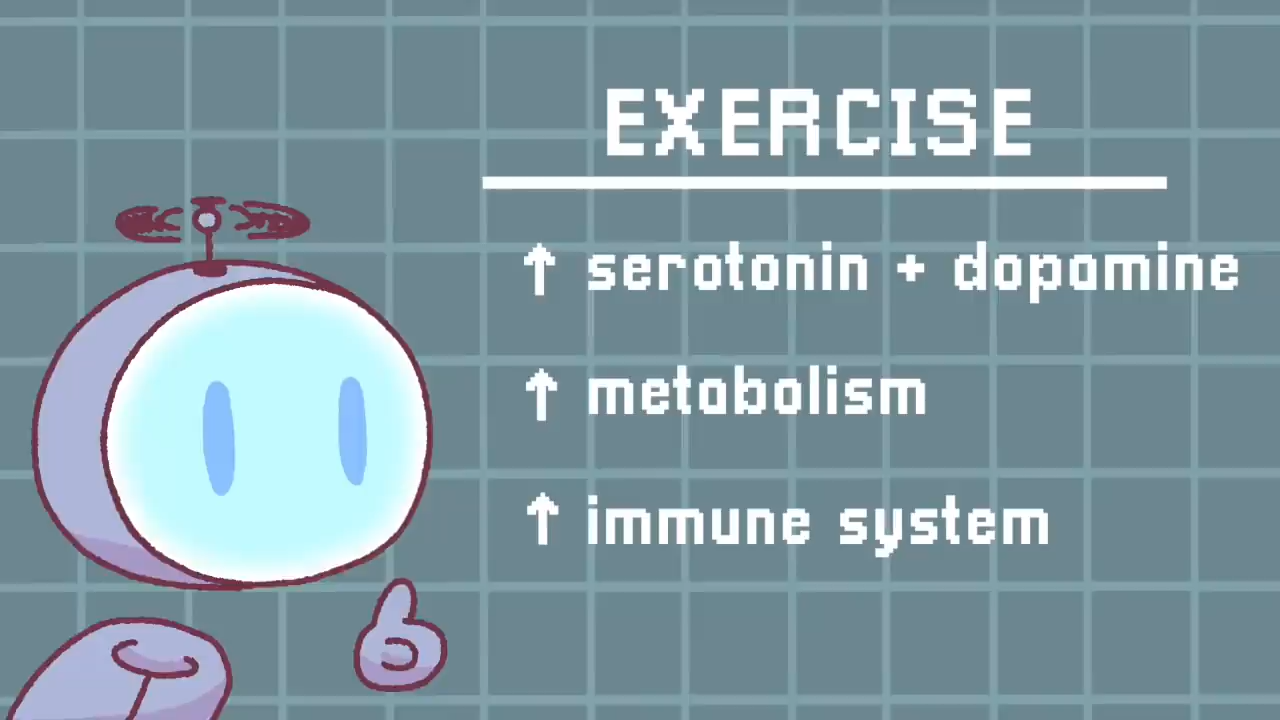 EXERCISE
↑ serotonin + dopamine
↑ metabolism
↑ immune system